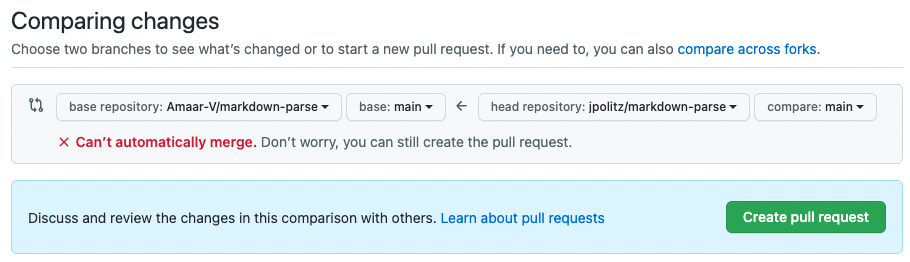 Comparing changes
Choose two branches to see what's changed or to start a new pull request. If you need to, you can also compare across forks.
base repository: Amaar-V/markdown-parse base: main head repository: jpolitz/markdown-parse compare: main
Can't automatically merge. Don't worry, you can still create the pull request.
Discuss and review the changes in this comparison with others. Learn about pull requests Create pull request